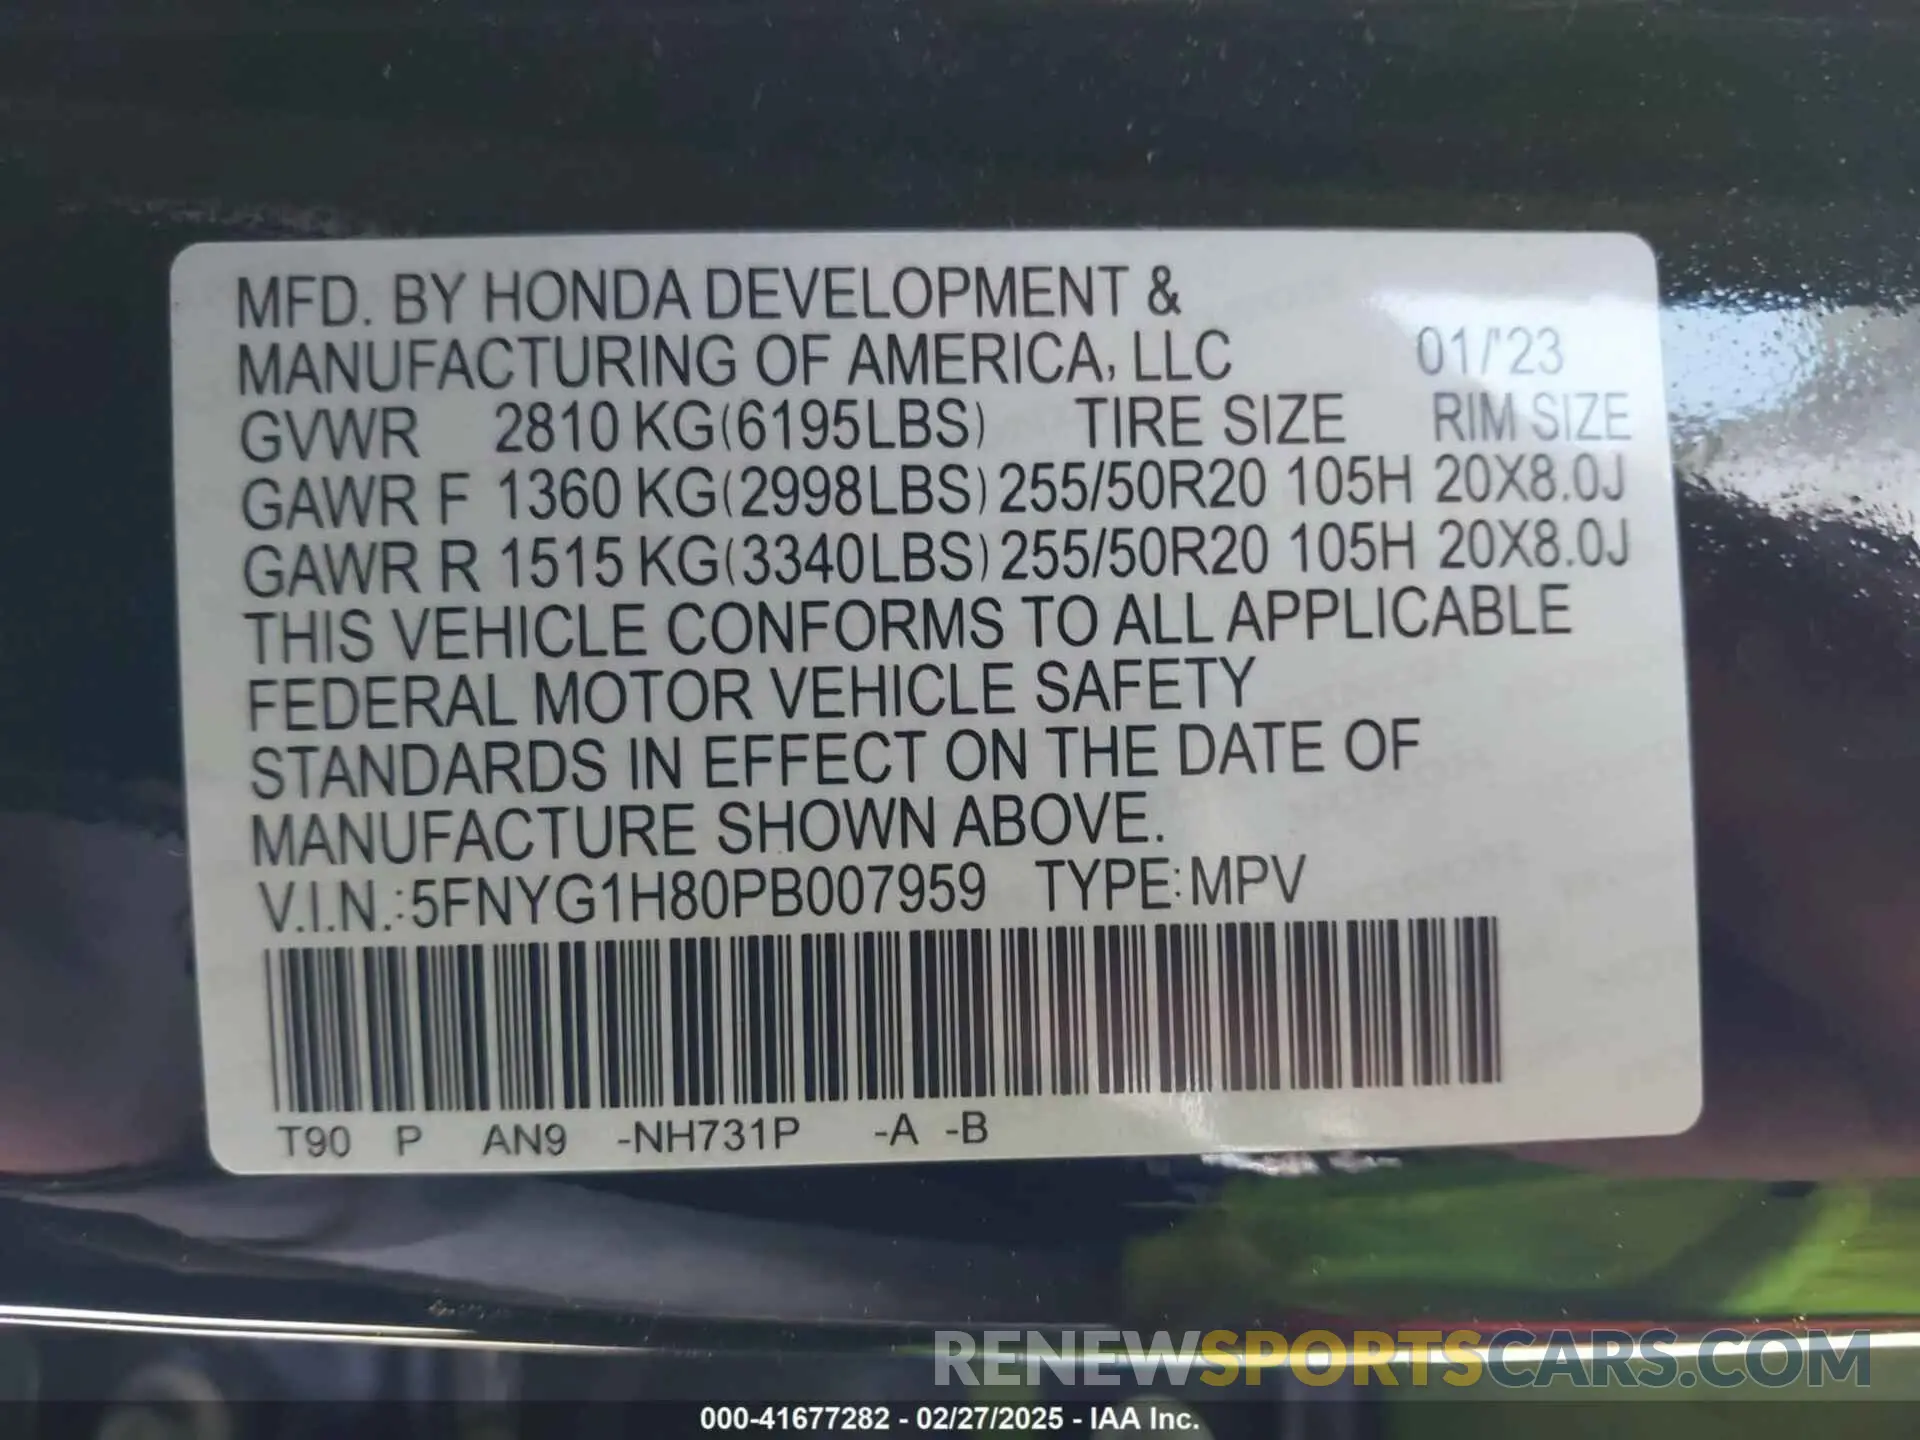 MFD. BY HONDA DEVELOPMENT &
MANUFACTURING OF AMERICA, LLC 01/'23
GVWR 2810 KG(6195LBS) TIRE SIZE RIM SIZE
GAWR F 1360 KG(2998LBS) 255/50R20 105H 20X8.0J
GAWR R 1515 KG(3340LBS) 255/50R20 105H 20X8.0J
THIS VEHICLE CONFORMS TO ALL APPLICABLE
FEDERAL MOTOR VEHICLE SAFETY
STANDARDS IN EFFECT ON THE DATE OF
MANUFACTURE SHOWN ABOVE.
V.I.N.:5FNYG1H80PB007959 TYPE:MPV
T90 P AN9 -NH731P -A -B
RENEWSPORTSCARS.COM
000-41677282 - 02/27/2025 - IAA Inc.